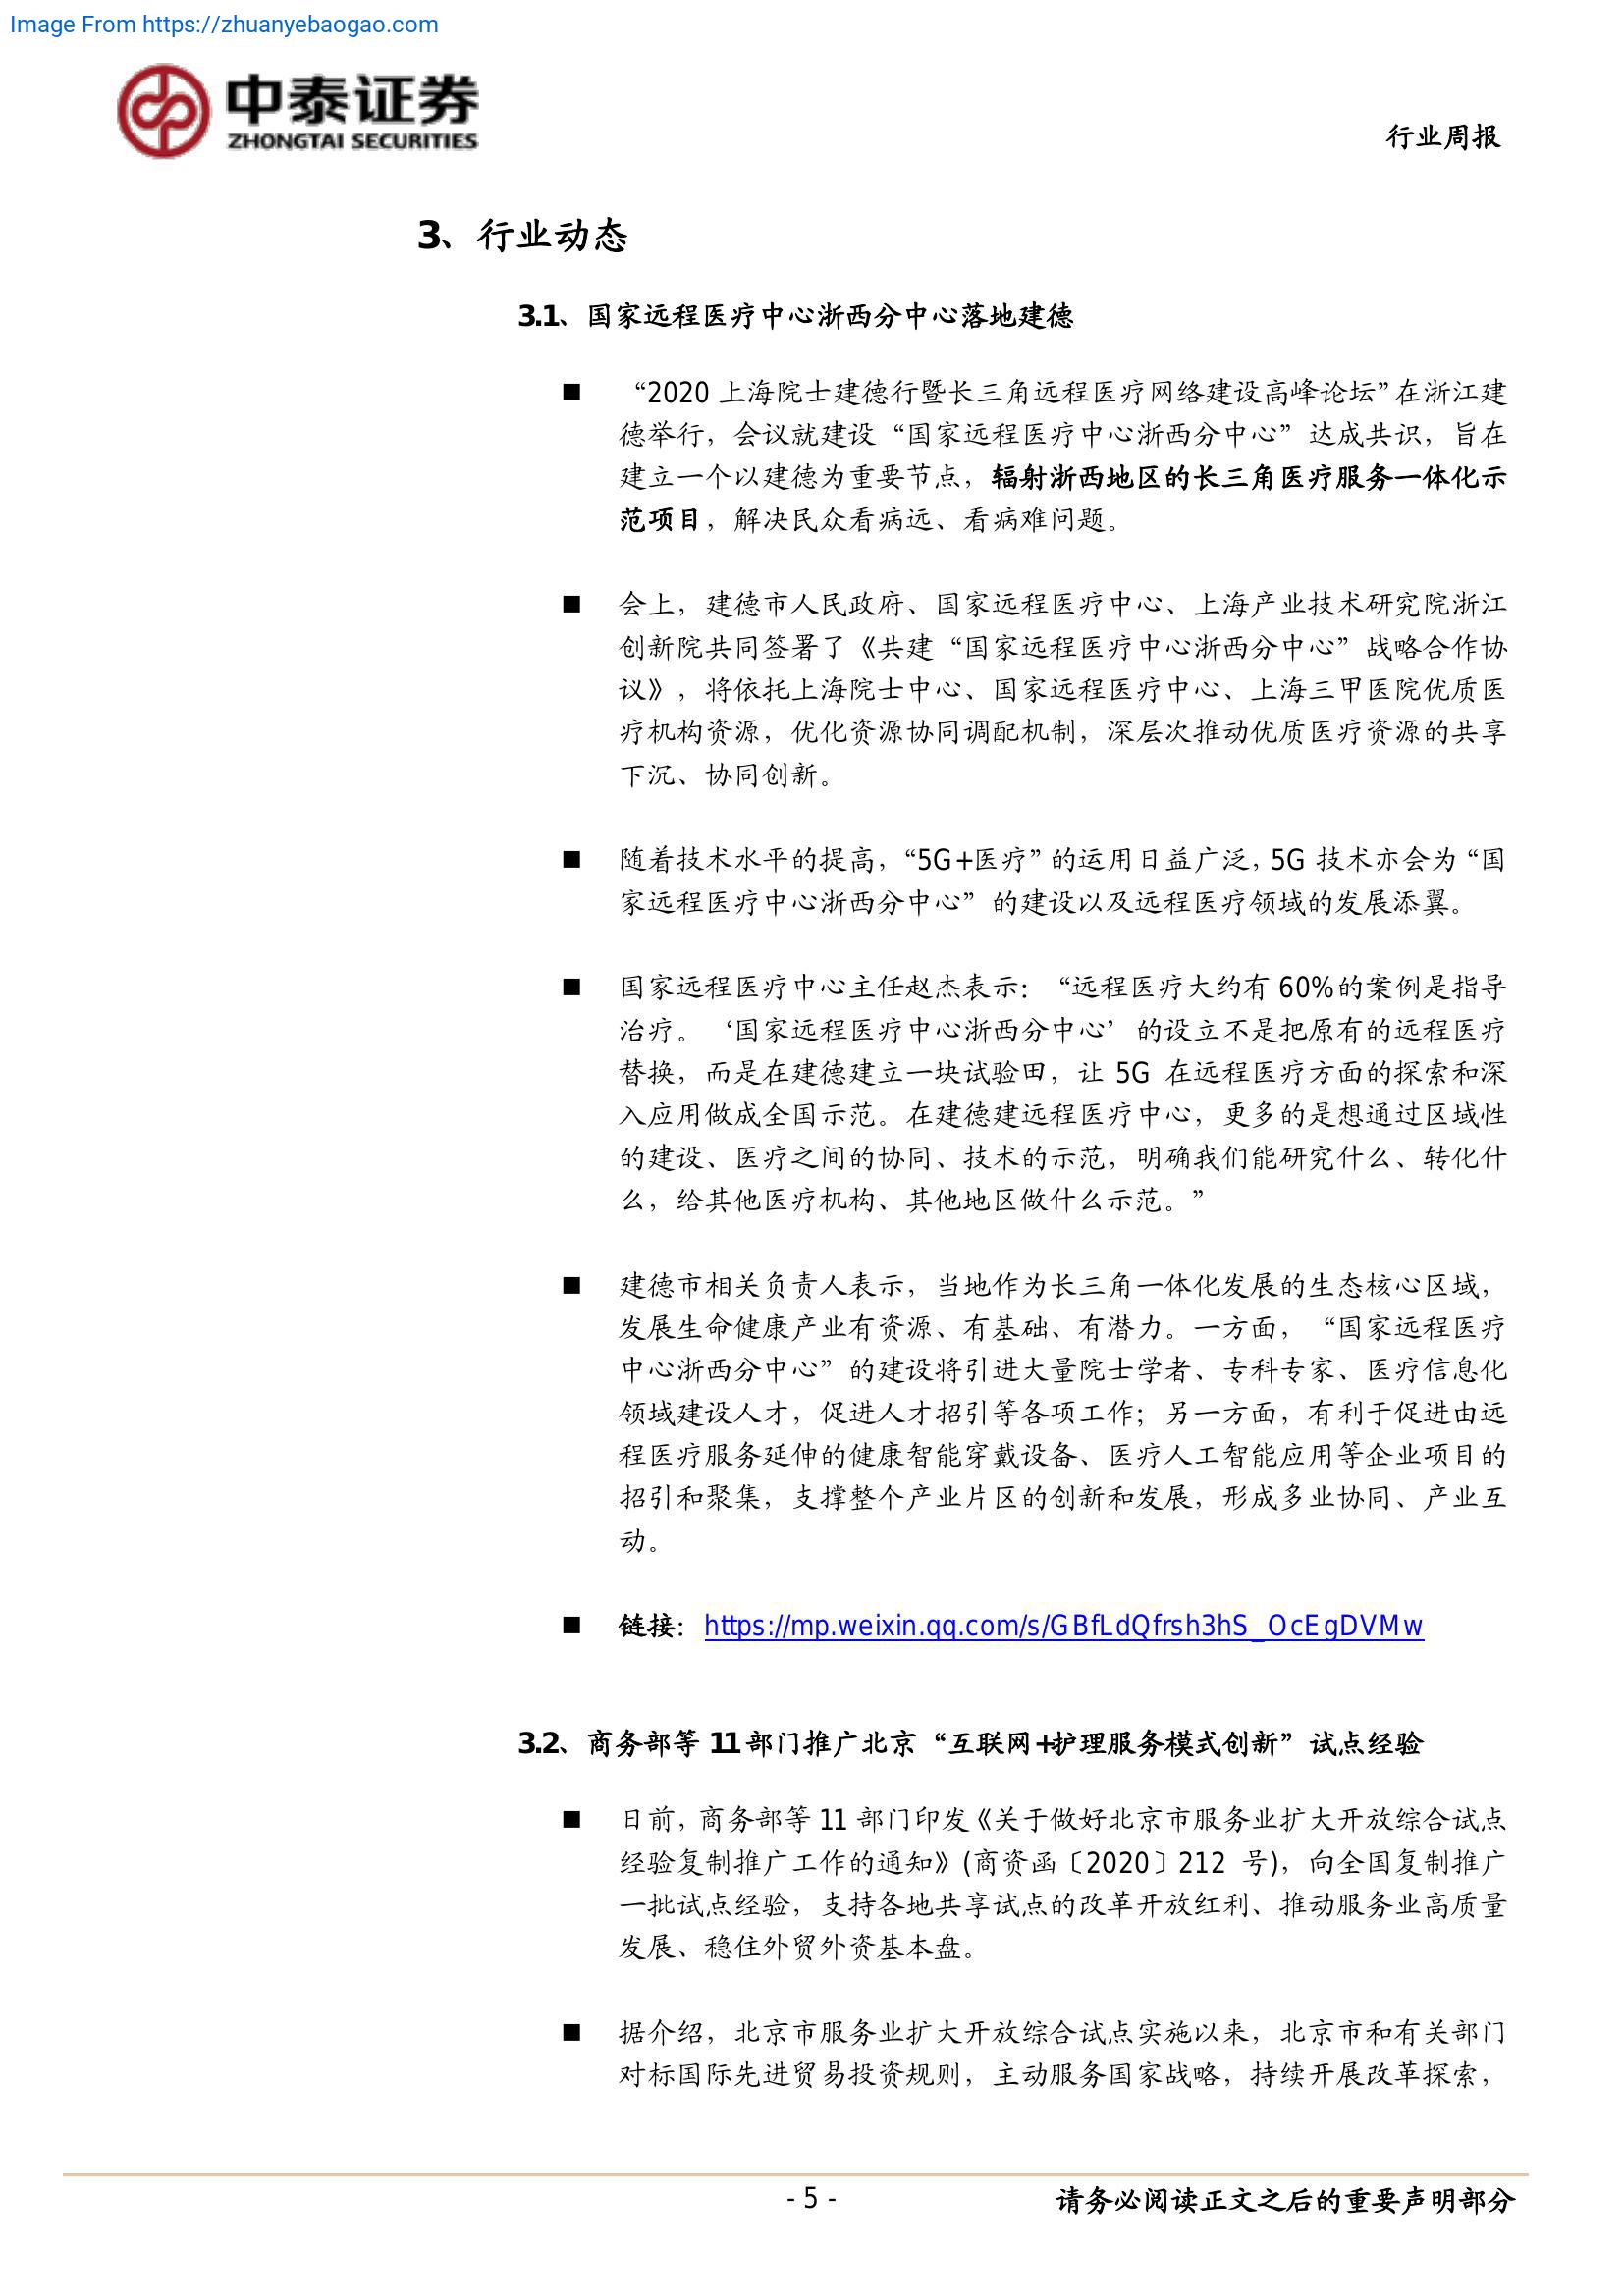 Image From https://zhuanyebaogao.com
中泰证券
ZHONGTAI SECURITIES
行业周报
3、行业动态
3.1、国家远程医疗中心浙西分中心落地建德
■ “2020 上海院士建德行暨长三角远程医疗网络建设高峰论坛”在浙江建
德举行，会议就建设“国家远程医疗中心浙西分中心”达成共识，旨在
建立一个以建德为重要节点，辐射浙西地区的长三角医疗服务一体化示
范项目，解决民众看病远、看病难问题。
■ 会上，建德市人民政府、国家远程医疗中心、上海产业技术研究院浙江
创新院共同签署了《共建“国家远程医疗中心浙西分中心”战略合作协
议》，将依托上海院士中心、国家远程医疗中心、上海三甲医院优质医
疗机构资源，优化资源协同调配机制，深层次推动优质医疗资源的共享
下沉、协同创新。
■ 随着技术水平的提高，“5G+医疗”的运用日益广泛，5G 技术亦会为“国
家远程医疗中心浙西分中心”的建设以及远程医疗领域的发展添翼。
■ 国家远程医疗中心主任赵杰表示：“远程医疗大约有 60%的案例是指导
治疗。‘国家远程医疗中心浙西分中心’的设立不是把原有的远程医疗
替换，而是在建德建立一块试验田，让 5G 在远程医疗方面的探索和深
入应用做成全国示范。在建德建远程医疗中心，更多的是想通过区域性
的建设、医疗之间的协同、技术的示范，明确我们能研究什么、转化什
么，给其他医疗机构、其他地区做什么示范。”
■ 建德市相关负责人表示，当地作为长三角一体化发展的生态核心区域，
发展生命健康产业有资源、有基础、有潜力。一方面，“国家远程医疗
中心浙西分中心”的建设将引进大量院士学者、专科专家、医疗信息化
领域建设人才，促进人才招引等各项工作；另一方面，有利于促进由远
程医疗服务延伸的健康智能穿戴设备、医疗人工智能应用等企业项目的
招引和聚集，支撑整个产业片区的创新和发展，形成多业协同、产业互
动。
■ 链接：https://mp.weixin.qq.com/s/GBfLdQfrsh3hS_OcEgDVMw
3.2、商务部等 11 部门推广北京“互联网+护理服务模式创新”试点经验
■ 日前，商务部等 11 部门印发《关于做好北京市服务业扩大开放综合试点
经验复制推广工作的通知》(商资函〔2020〕212 号)，向全国复制推广
一批试点经验，支持各地共享试点的改革开放红利、推动服务业高质量
发展、稳住外贸外资基本盘。
■ 据介绍，北京市服务业扩大开放综合试点实施以来，北京市和有关部门
对标国际先进贸易投资规则，主动服务国家战略，持续开展改革探索，
- 5 -
请务必阅读正文之后的重要声明部分